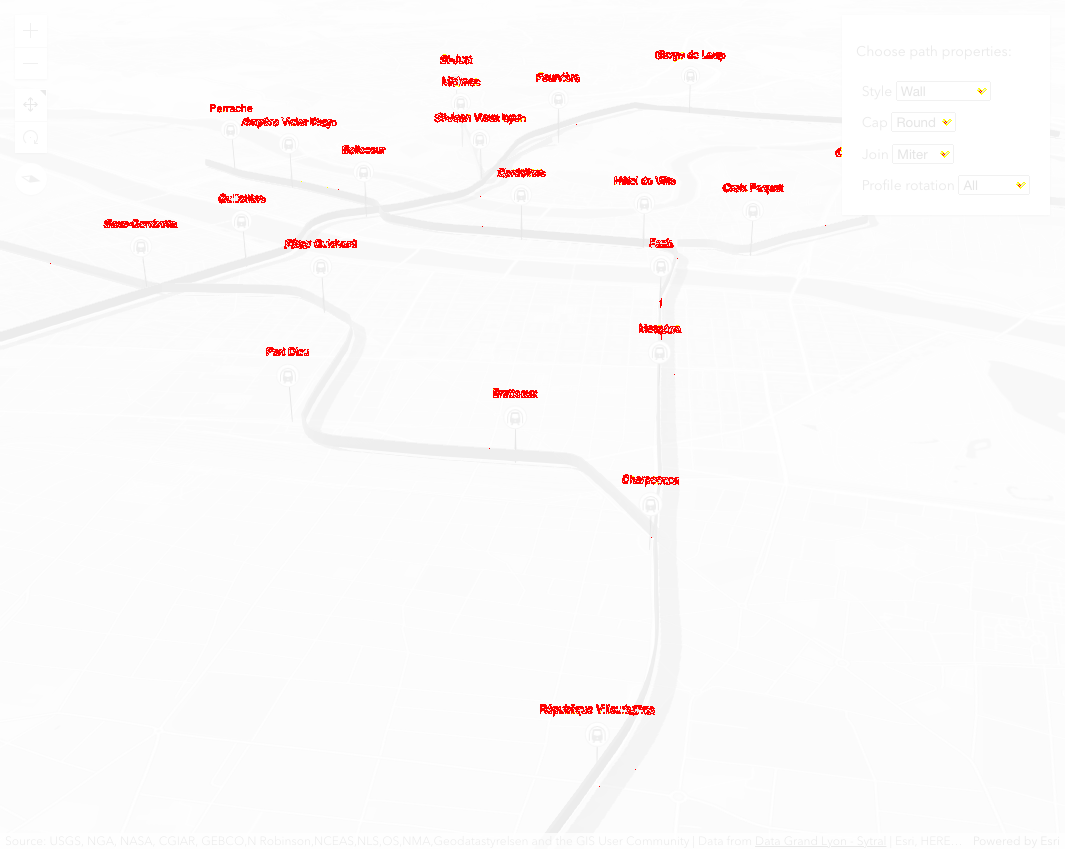 Choose path properties:
Style Wall
Cap Round
Join Miter
Profile rotation All
Gorge de Loup
St-Just
Minimes
Fourvière
Perrache
Ampère Victor Hugo
St-Jean Vieux Lyon
Bellecour
Cordeliers
Hôtel de Ville
Croix Paquet
Guillotière
Saxe-Gambetta
Place Guichard
Foch
Masséna
Part Dieu
Brotteaux
Charpennes
République Villeurbanne
Source: USGS, NGA, NASA, CGIAR, GEBCO,N Robinson,NCEAS,NLS,OS,NMA,Geodatastyrelsen and the GIS User Community | Data from Data Grand Lyon - Sytral | Esri, HERE... Powered by Esri